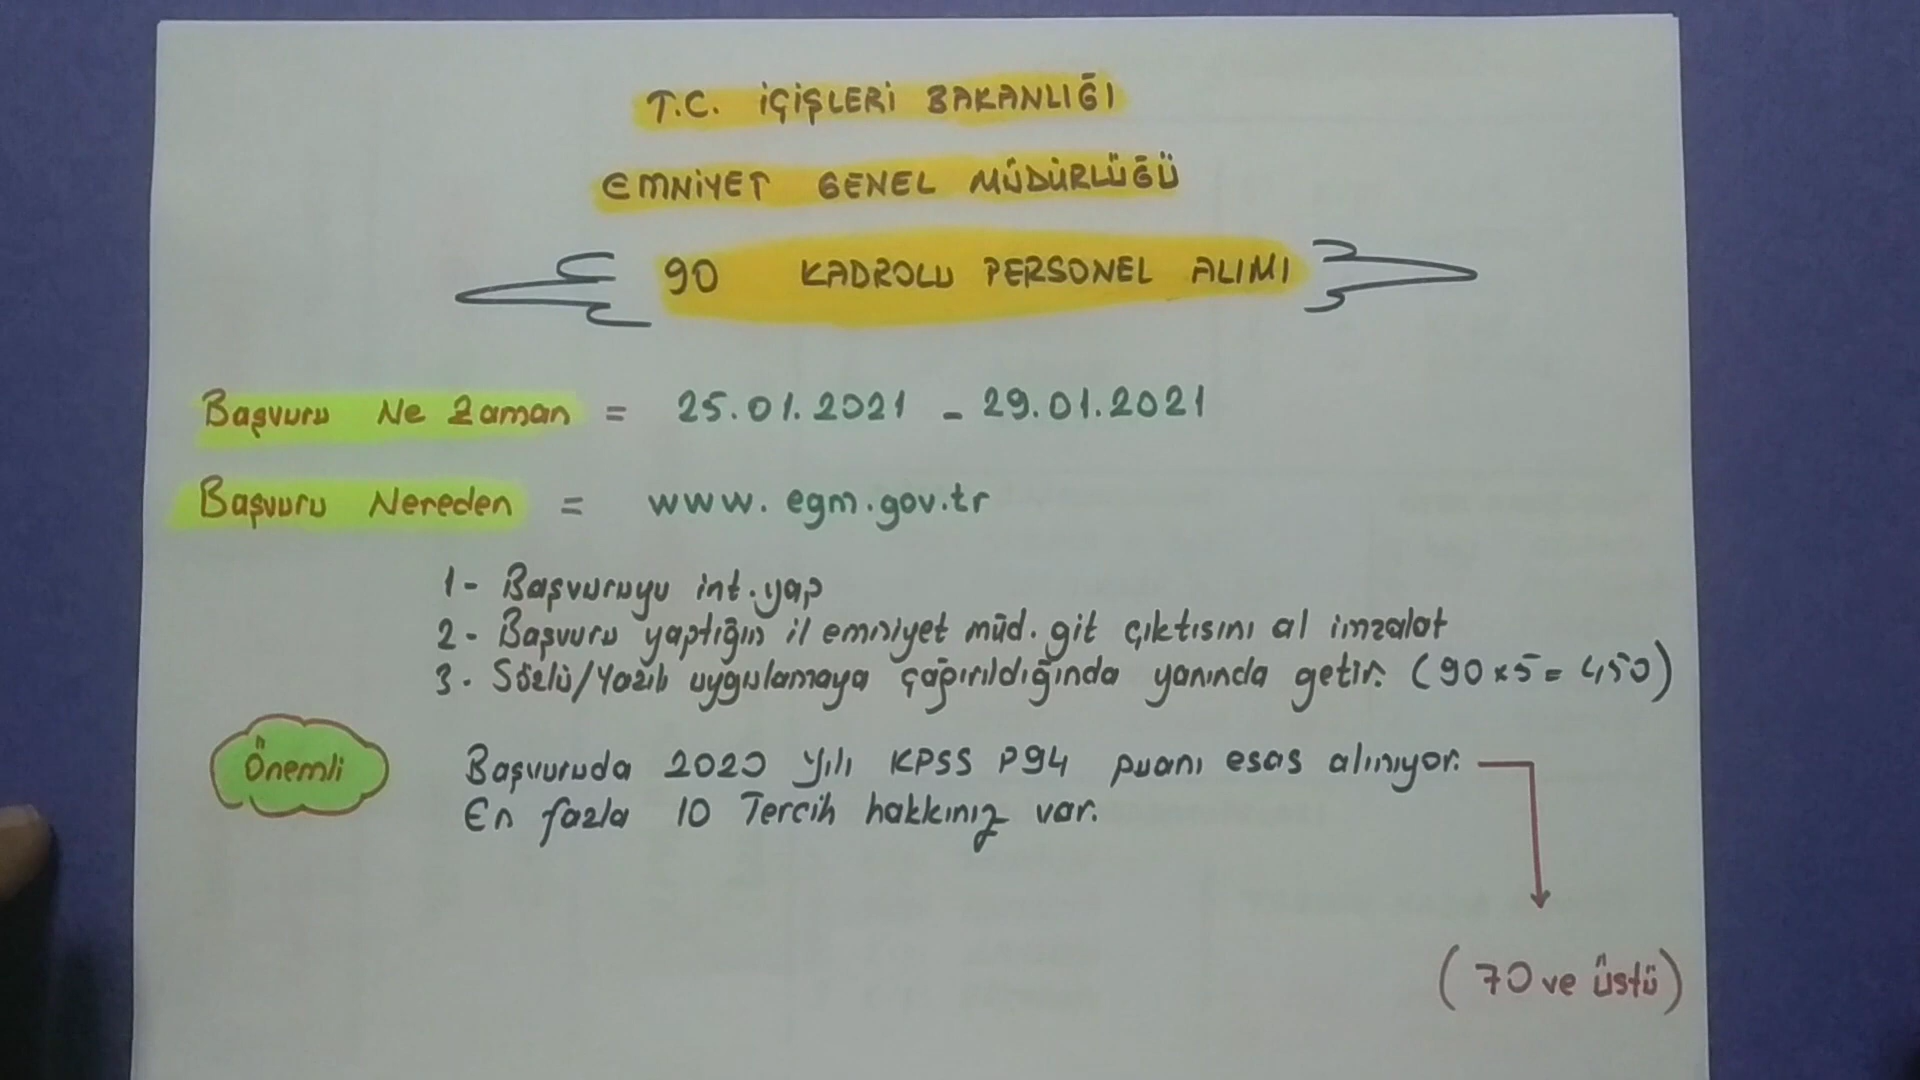 T.C. İÇİŞLERİ BAKANLIĞI
EMNİYET GENEL MÜDÜRLÜĞÜ
90 KADROLU PERSONEL ALIMI
Başvuru Ne Zaman = 25.01.2021 - 29.01.2021
Başvuru Nereden = www.egm.gov.tr
1- Başvuruyu int.yap
2- Başvuru yaptığın il emniyet müd. git çıktısını al imzalat
3- Sözlü/Yazılı uygulamaya çağırıldığında yanında getir. (90x5=450)
Önemli Başvuruda 2020 yılı KPSS P94 puanı esas alınıyor.
En fazla 10 Tercih hakkınız var.
(70 ve üstü)